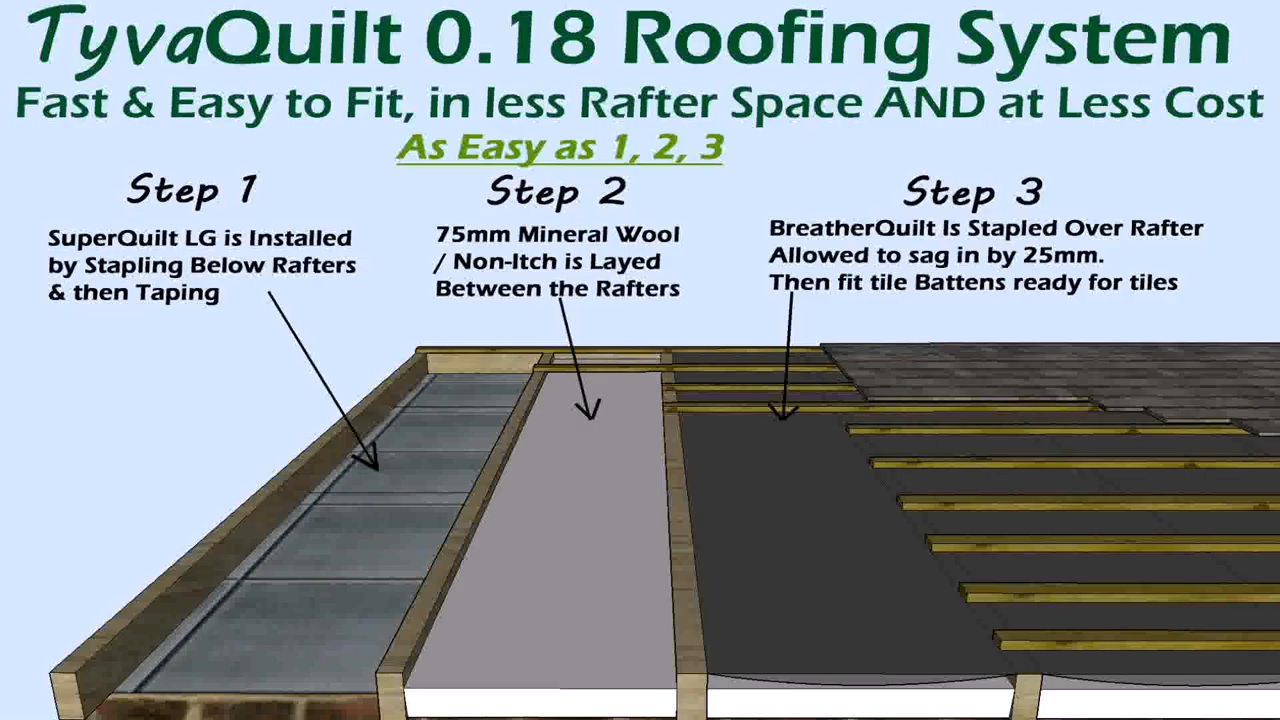 TyvaQuilt 0.18 Roofing System
Fast & Easy to Fit, in less Rafter Space AND at Less Cost
As Easy as 1, 2, 3
Step 1
SuperQuilt LG is Installed
by Stapling Below Rafters
& then Taping
Step 2
75mm Mineral Wool
/ Non-Itch is Layed
Between the Rafters
Step 3
BreatherQuilt Is Stapled Over Rafter
Allowed to sag in by 25mm.
Then fit tile Battens ready for tiles